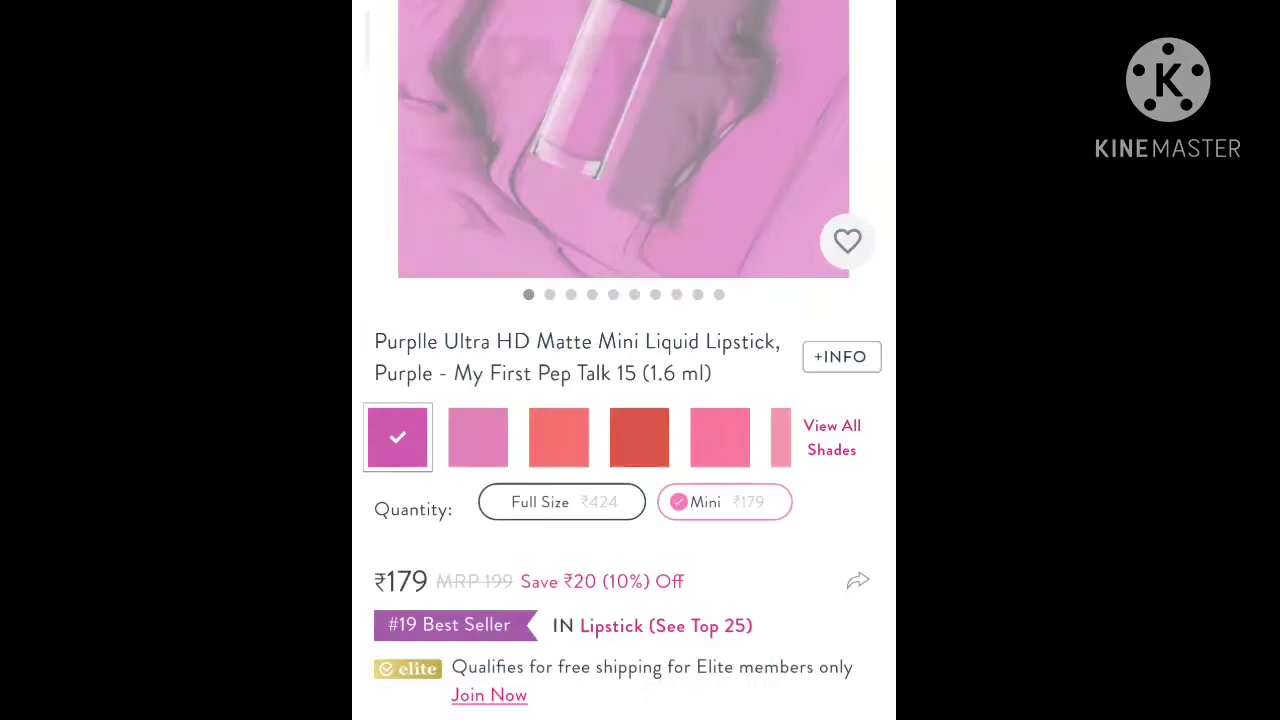 K
KINEMASTER
Purplle Ultra HD Matte Mini Liquid Lipstick,
Purple - My First Pep Talk 15 (1.6 ml)
+INFO
View All
Shades
Quantity:
Full Size ₹424
Mini ₹179
₹179 MRP 199 Save ₹20 (10%) Off
#19 Best Seller IN Lipstick (See Top 25)
elite Qualifies for free shipping for Elite members only
Join Now